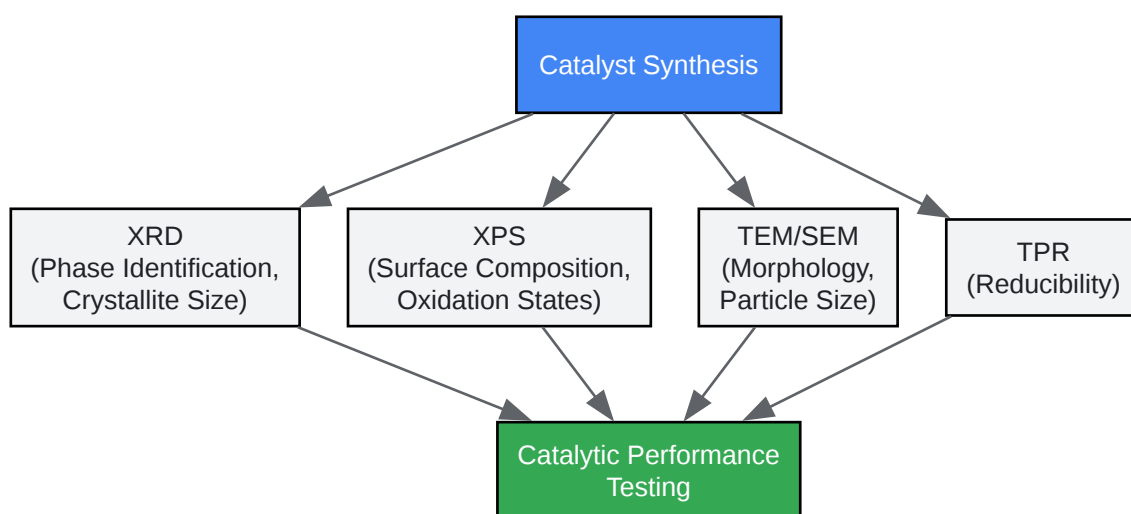 Catalyst Synthesis
XRD
(Phase Identification,
Crystallite Size)
XPS
(Surface Composition,
Oxidation States)
TEM/SEM
(Morphology,
Particle Size)
TPR
(Reducibility)
Catalytic Performance
Testing